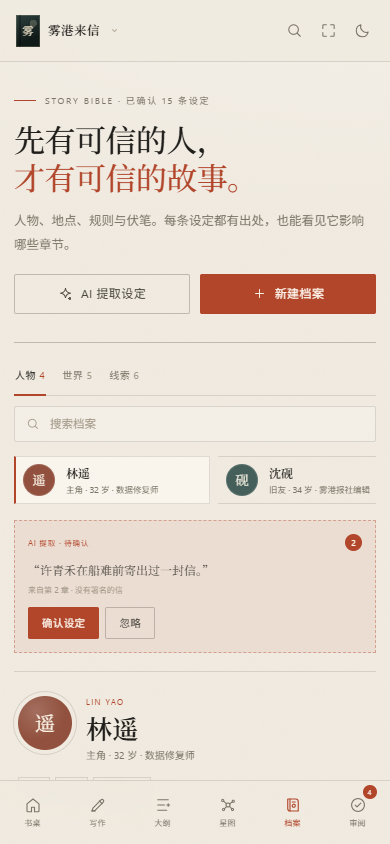 雾
雾港来信
STORY BIBLE · 已确认 15 条设定
先有可信的人，
才有可信的故事。
人物、地点、规则与伏笔。每条设定都有出处，也能看见它影响
哪些章节。
AI 提取设定
新建档案
人物 4
世界 5
线索 6
搜索档案
遥
林遥
主角 · 32 岁 · 数据修复师
砚
沈砚
旧友 · 34 岁 · 雾港报社编辑
AI 提取 · 待确认
2
“许青禾在船难前寄出过一封信。”
来自第 2 章 · 没有署名的信
确认设定
忽略
遥
LIN YAO
林遥
主角 · 32 岁 · 数据修复师
书桌
写作
大纲
星图
档案
4
审阅